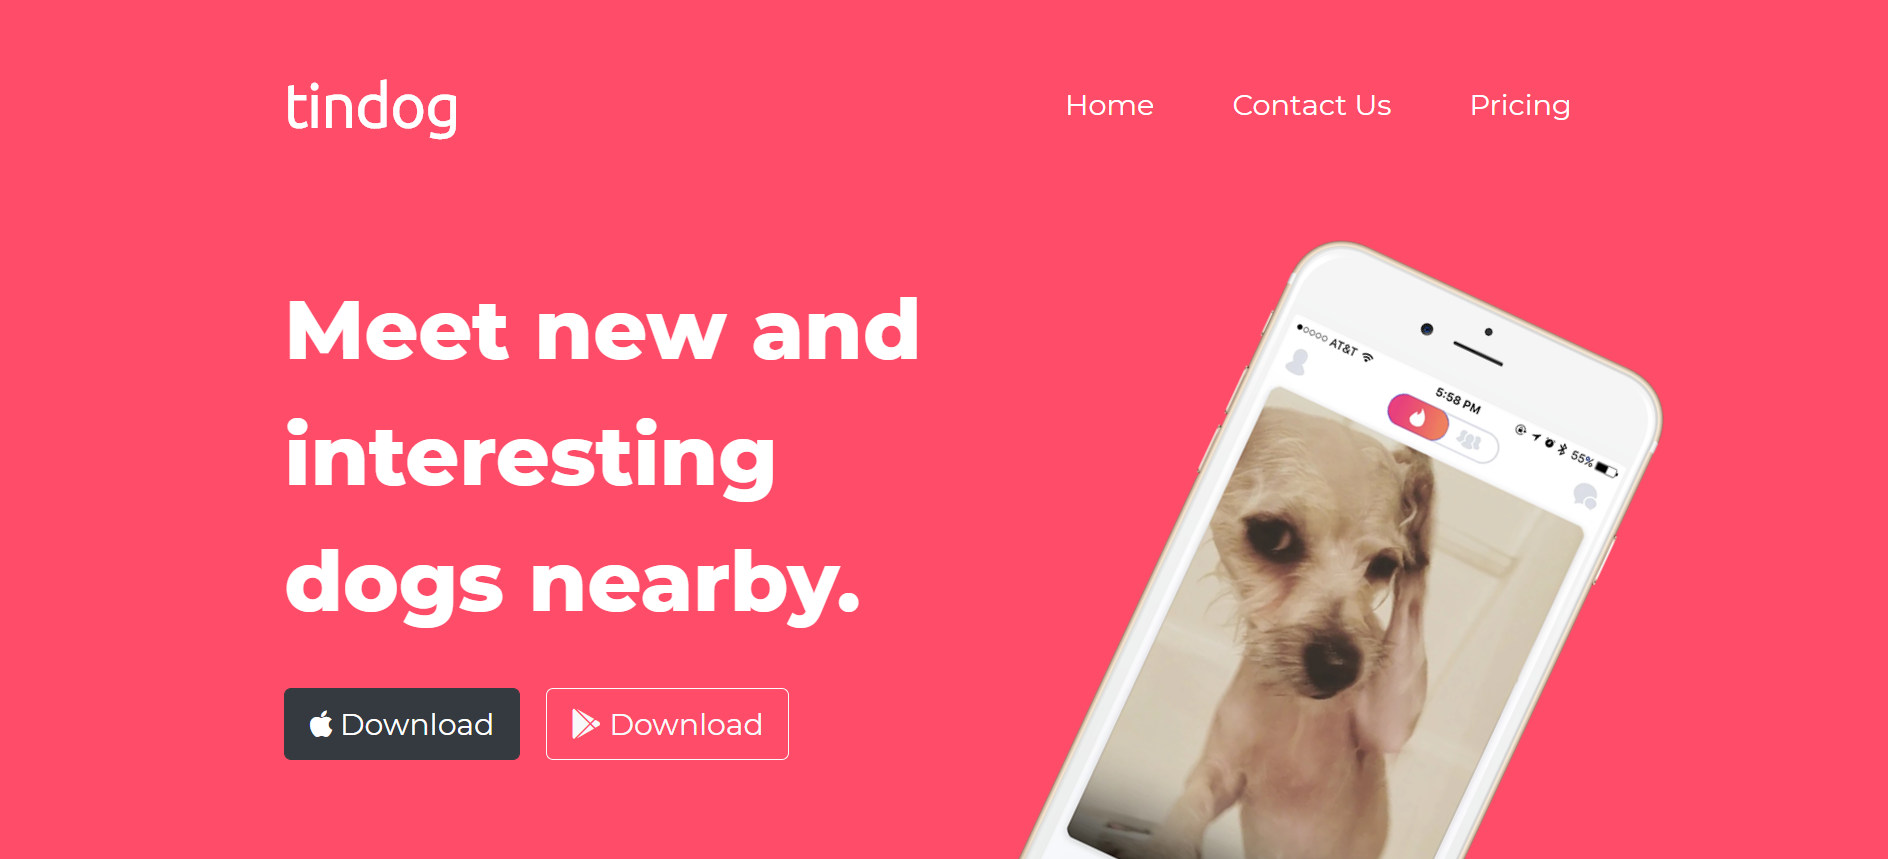 tindog
Home
Contact Us
Pricing
Meet new and
interesting
dogs nearby.
Download
Download
AT&T
5:58 PM
55%